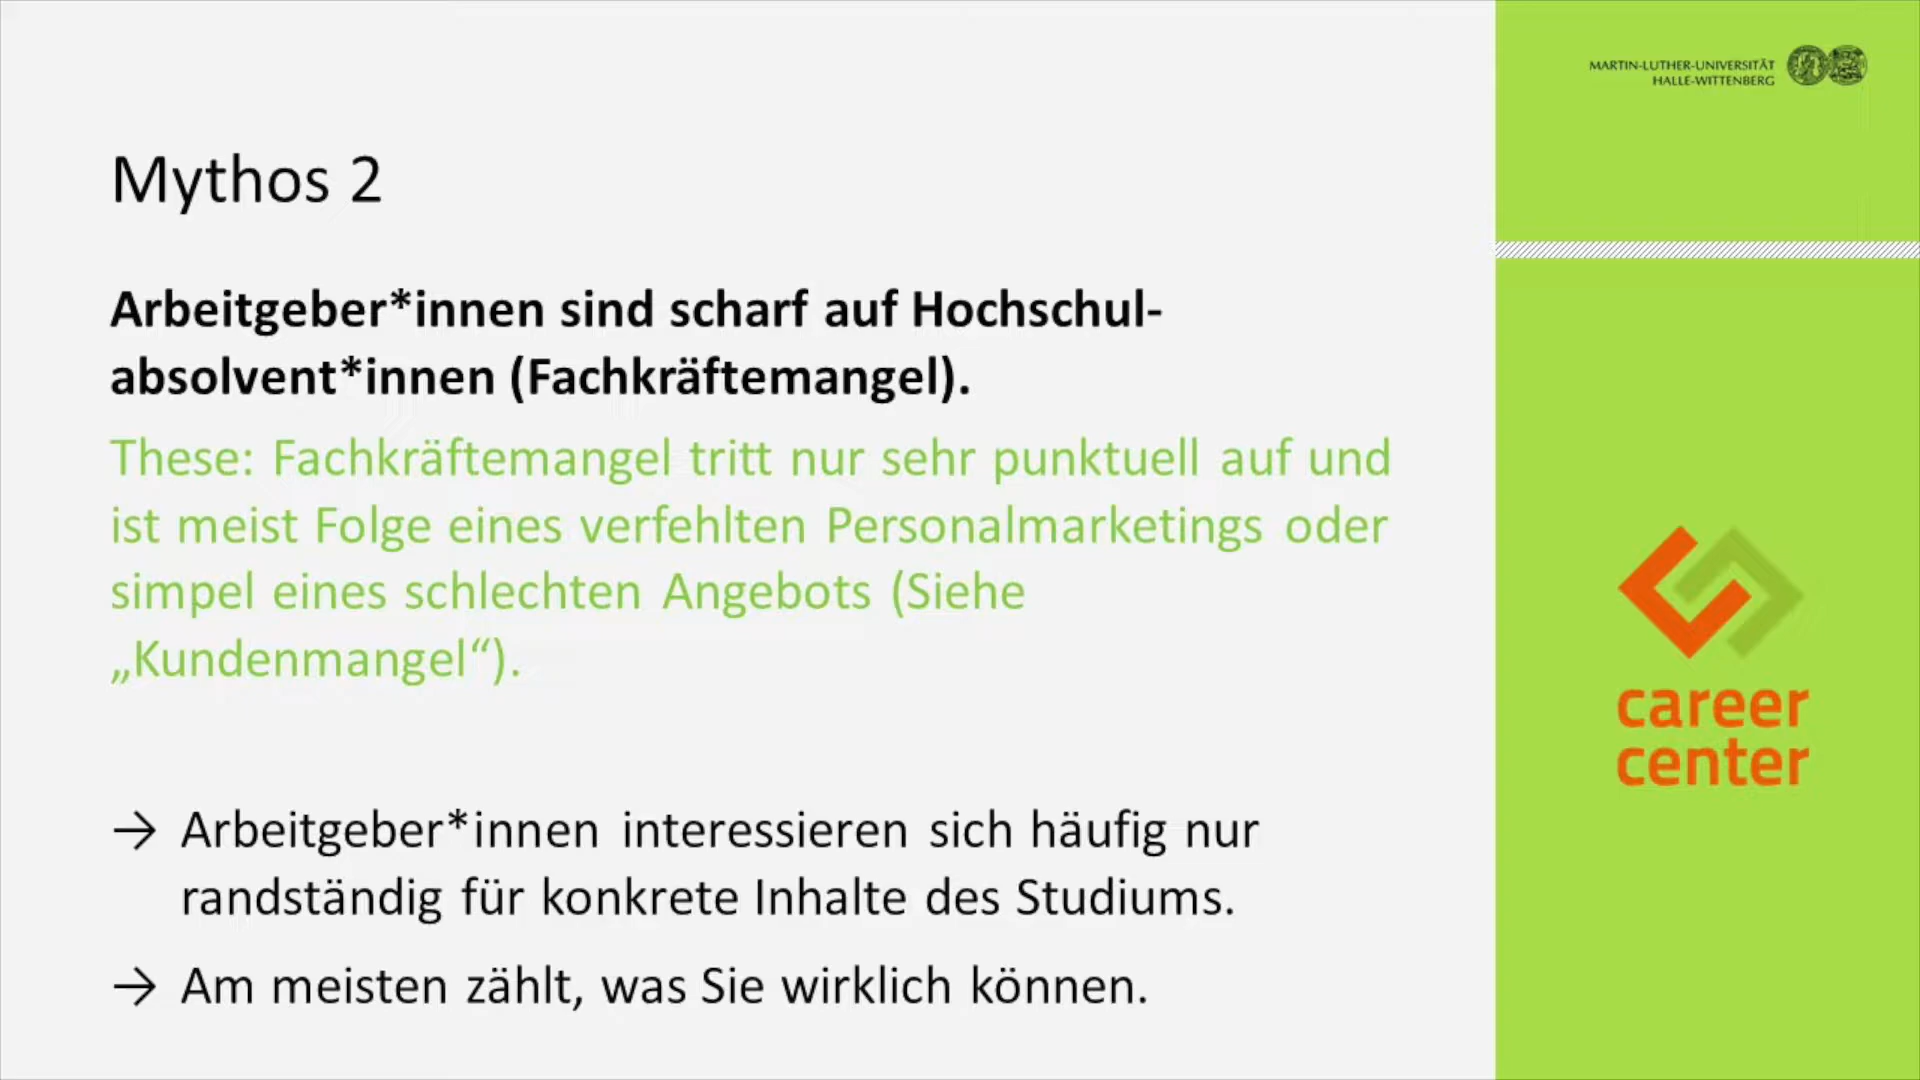 MARTIN-LUTHER-UNIVERSITÄT
HALLE-WITTENBERG
Mythos 2
Arbeitgeber*innen sind scharf auf Hochschul-
absolvent*innen (Fachkräftemangel).
These: Fachkräftemangel tritt nur sehr punktuell auf und
ist meist Folge eines verfehlten Personalmarketings oder
simpel eines schlechten Angebots (Siehe
„Kundenmangel“).
→ Arbeitgeber*innen interessieren sich häufig nur
randständig für konkrete Inhalte des Studiums.
→ Am meisten zählt, was Sie wirklich können.
career
center